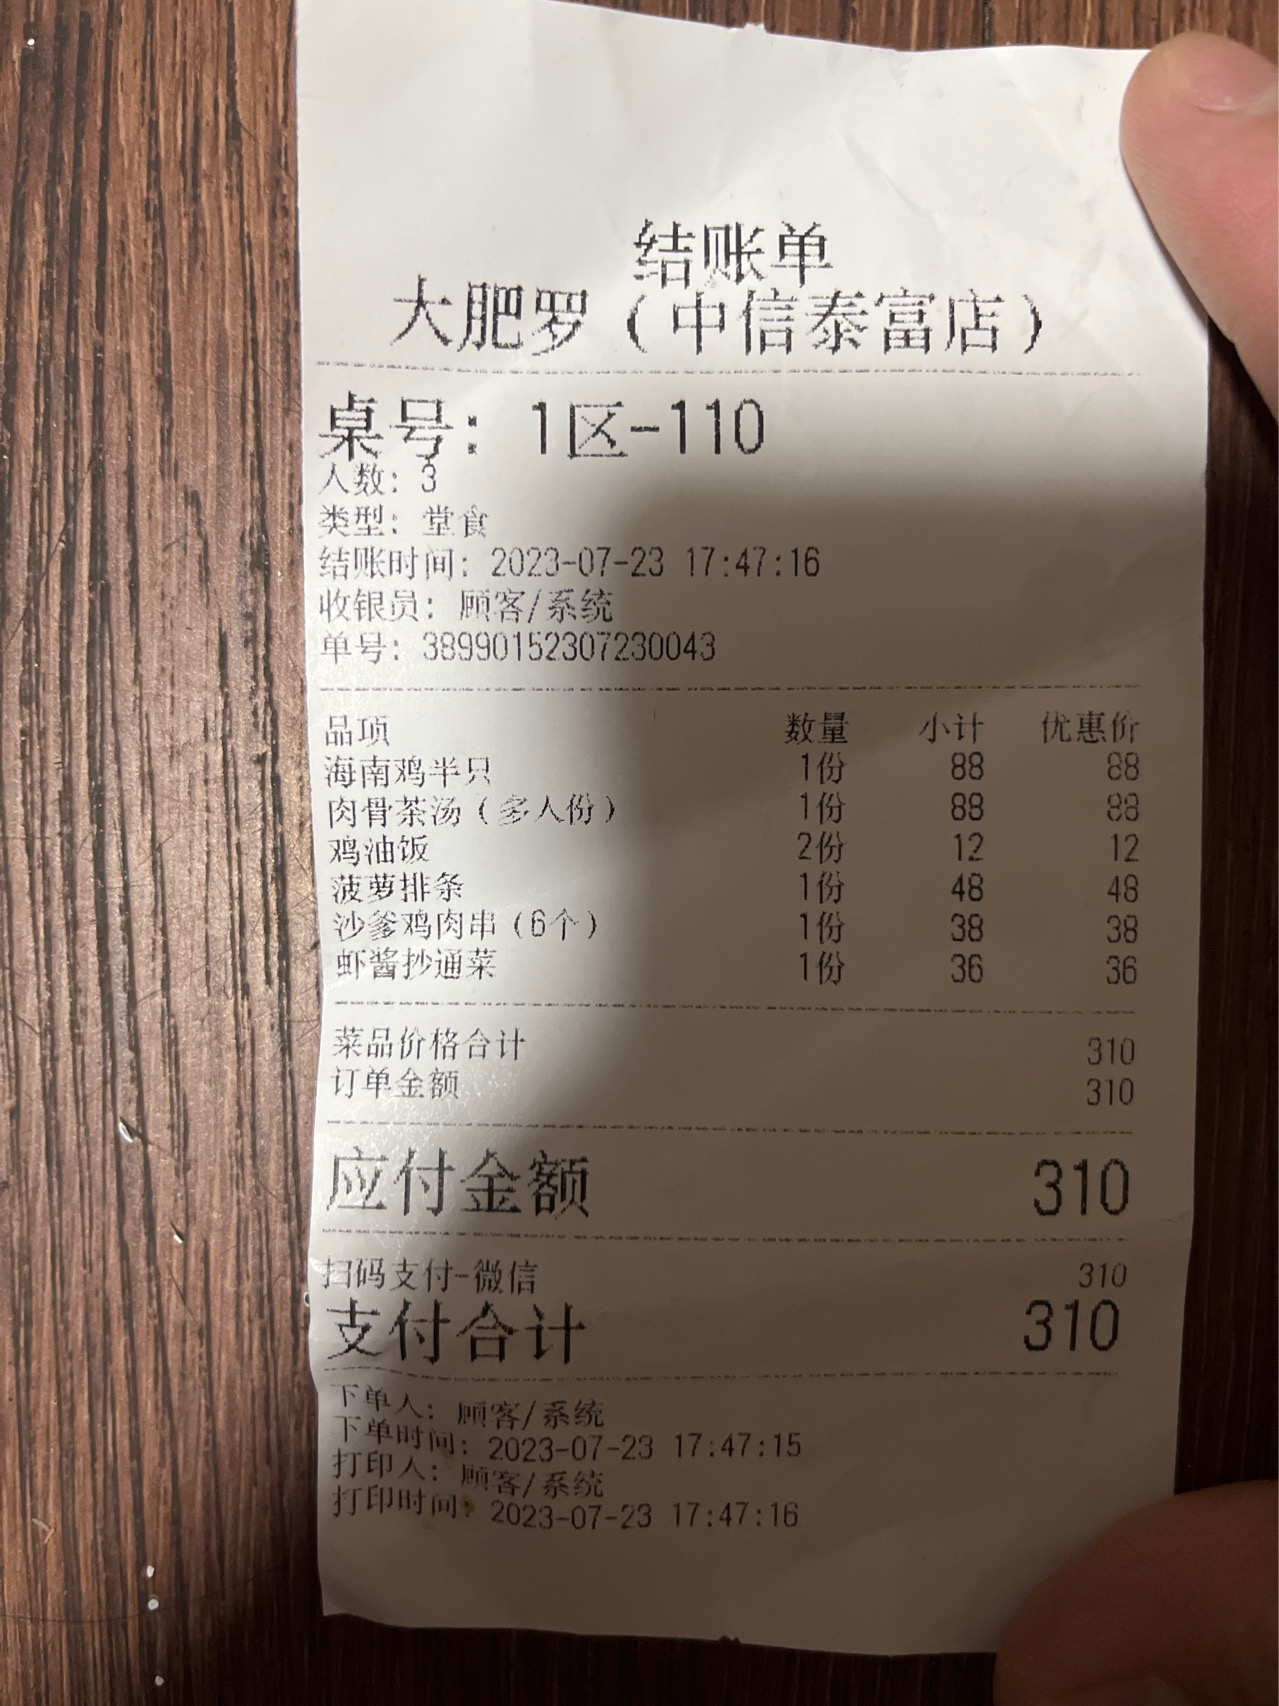 结账单
大肥罗（中信泰富店）
桌号：1区-110
人数：3
类型：堂食
结账时间：2023-07-23 17:47:16
收银员：顾客/系统
单号：38990152307230043
品项 数量 小计 优惠价
海南鸡半只 1份 88 88
肉骨茶汤（多人份） 1份 88 88
鸡油饭 2份 12 12
菠萝排条 1份 48 48
沙爹鸡肉串（6个） 1份 38 38
虾酱抄通菜 1份 36 36
菜品价格合计 310
订单金额 310
应付金额 310
扫码支付-微信 310
支付合计 310
下单人：顾客/系统
下单时间：2023-07-23 17:47:15
打印人：顾客/系统
打印时间：2023-07-23 17:47:16